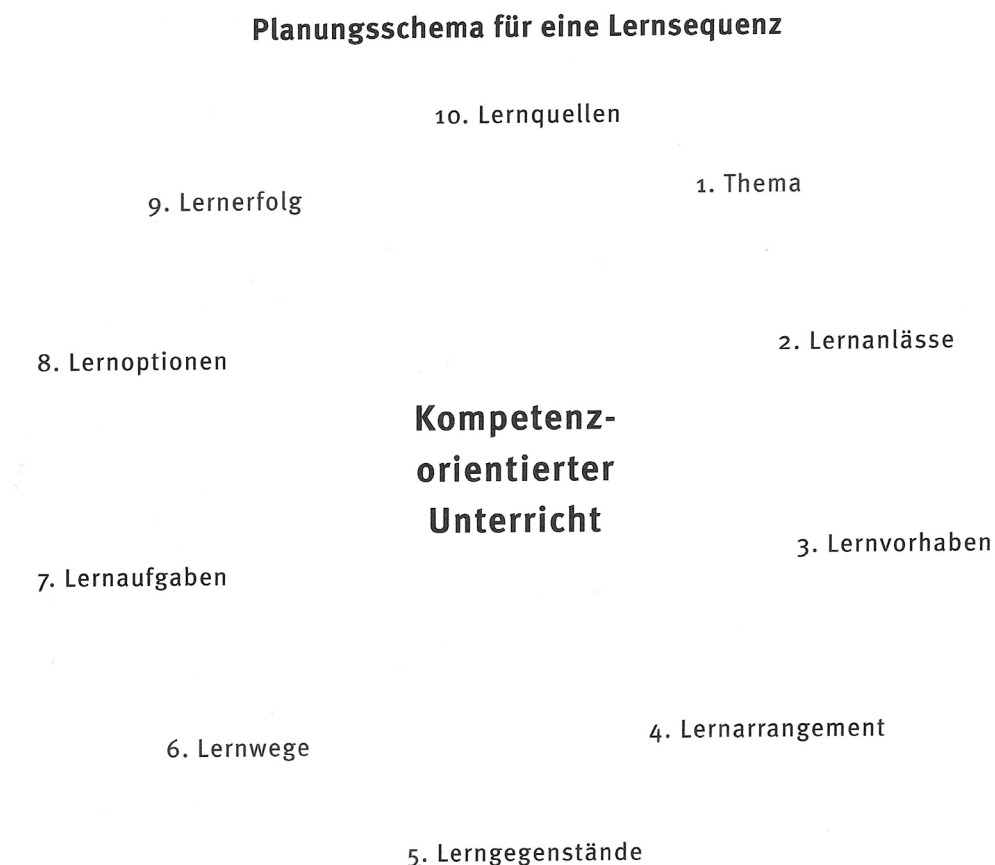 Planungsschema für eine Lernsequenz
10. Lernquellen
1. Thema
9. Lernerfolg
2. Lernanlässe
8. Lernoptionen
Kompetenz-
orientierter
Unterricht
3. Lernvorhaben
7. Lernaufgaben
4. Lernarrangement
6. Lernwege
5. Lerngegenstände